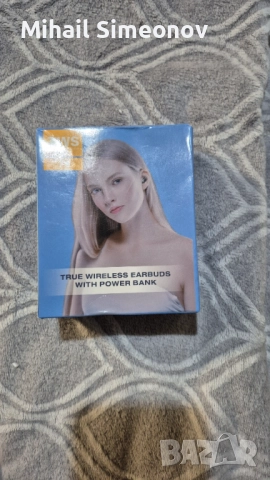 Mihail Simeonov
TRUE WIRELESS EARBUDS
WITH POWER BANK
BAZAR